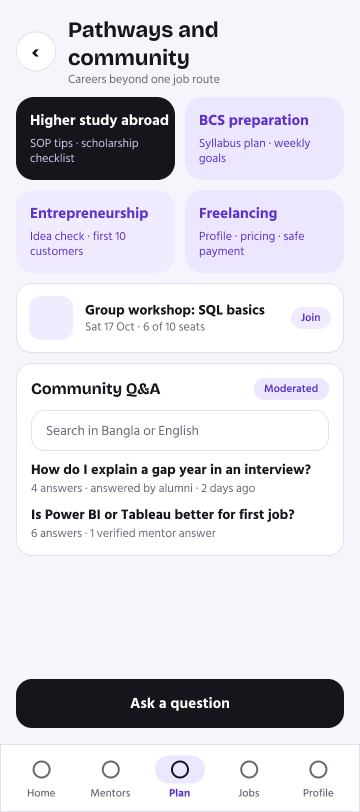 ‹
Pathways and
community
Careers beyond one job route
Higher study abroad
SOP tips · scholarship
checklist
BCS preparation
Syllabus plan · weekly
goals
Entrepreneurship
Idea check · first 10
customers
Freelancing
Profile · pricing · safe
payment
Group workshop: SQL basics
Sat 17 Oct · 6 of 10 seats
Join
Community Q&A
Moderated
Search in Bangla or English
How do I explain a gap year in an interview?
4 answers · answered by alumni · 2 days ago
Is Power BI or Tableau better for first job?
6 answers · 1 verified mentor answer
Ask a question
Home
Mentors
Plan
Jobs
Profile